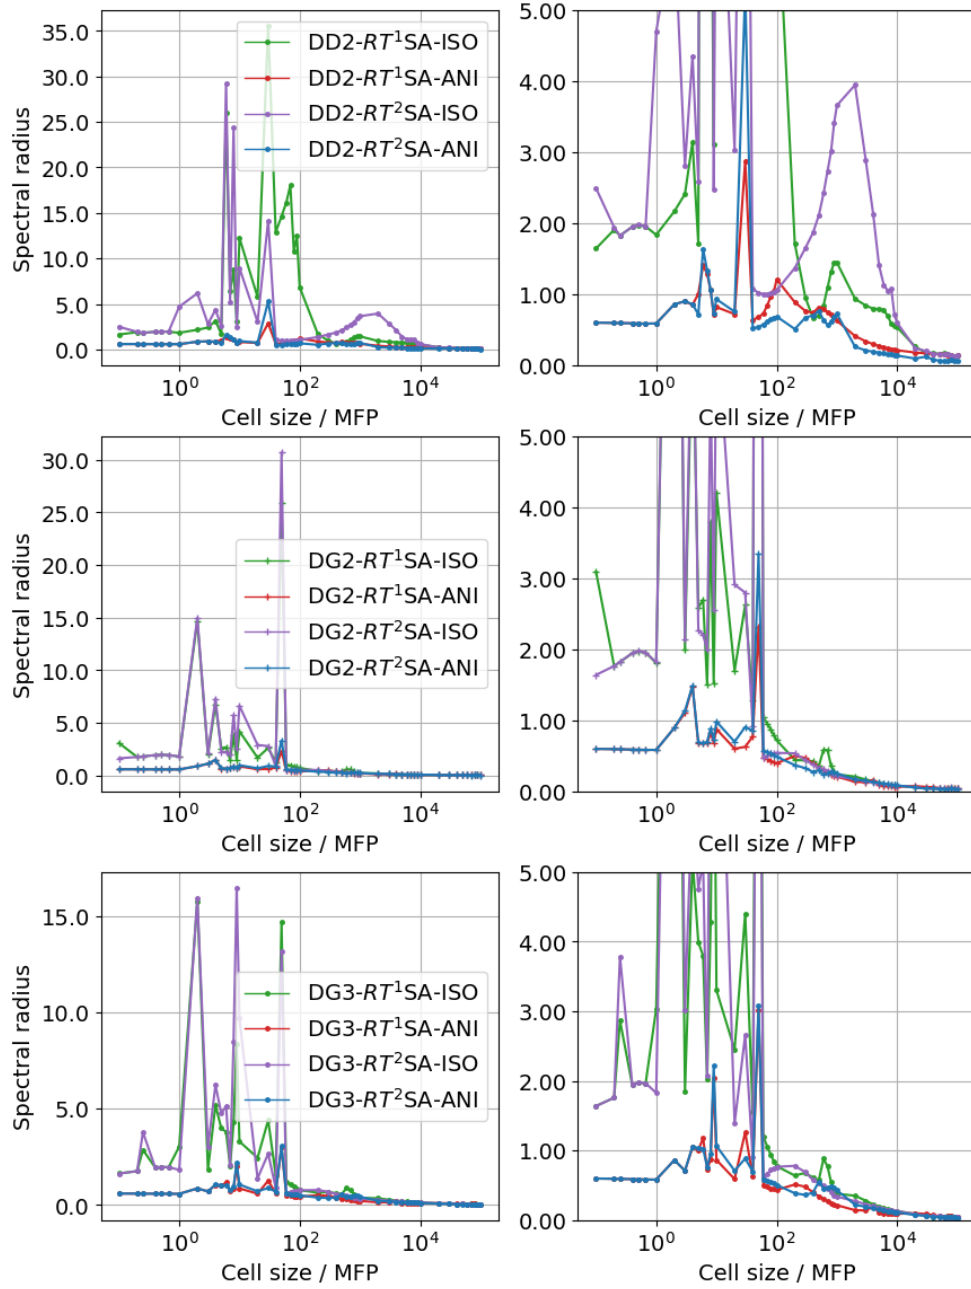 35.0
30.0
25.0
20.0
15.0
10.0
5.0
0.0
Spectral radius
DD2-RT¹SA-ISO
DD2-RT¹SA-ANI
DD2-RT²SA-ISO
DD2-RT²SA-ANI
10⁰ 10² 10⁴
Cell size / MFP
5.00
4.00
3.00
2.00
1.00
0.00
10⁰ 10² 10⁴
Cell size / MFP
30.0
25.0
20.0
15.0
10.0
5.0
0.0
Spectral radius
DG2-RT¹SA-ISO
DG2-RT¹SA-ANI
DG2-RT²SA-ISO
DG2-RT²SA-ANI
10⁰ 10² 10⁴
Cell size / MFP
5.00
4.00
3.00
2.00
1.00
0.00
10⁰ 10² 10⁴
Cell size / MFP
15.0
10.0
5.0
0.0
Spectral radius
DG3-RT¹SA-ISO
DG3-RT¹SA-ANI
DG3-RT²SA-ISO
DG3-RT²SA-ANI
10⁰ 10² 10⁴
Cell size / MFP
5.00
4.00
3.00
2.00
1.00
0.00
10⁰ 10² 10⁴
Cell size / MFP